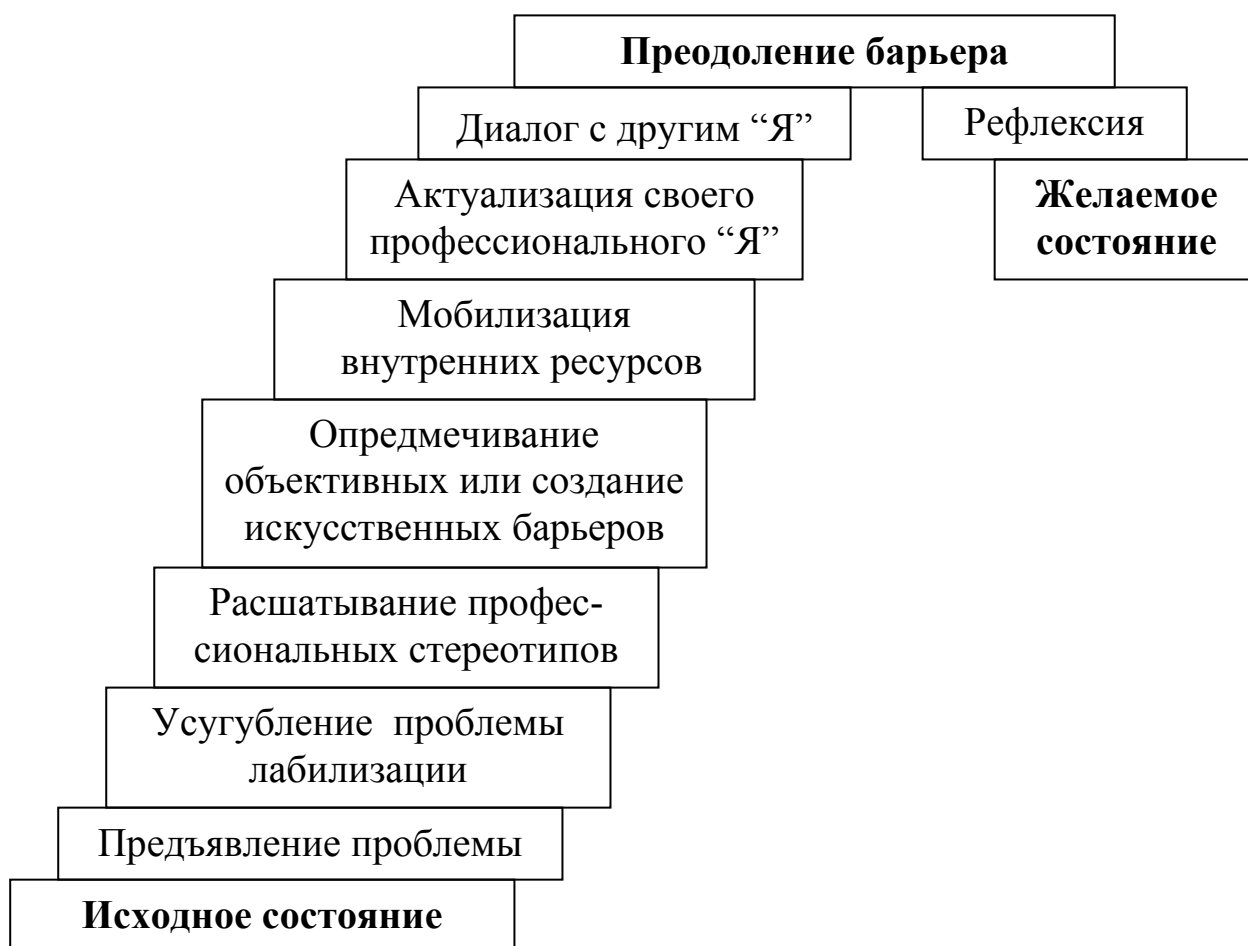 Преодоление барьера
Диалог с другим “Я”
Рефлексия
Актуализация своего
профессионального “Я”
Желаемое
состояние
Мобилизация
внутренних ресурсов
Опредмечивание
объективных или создание
искусственных барьеров
Расшатывание профес-
сиональных стереотипов
Усугубление проблемы
лабилизации
Предъявление проблемы
Исходное состояние